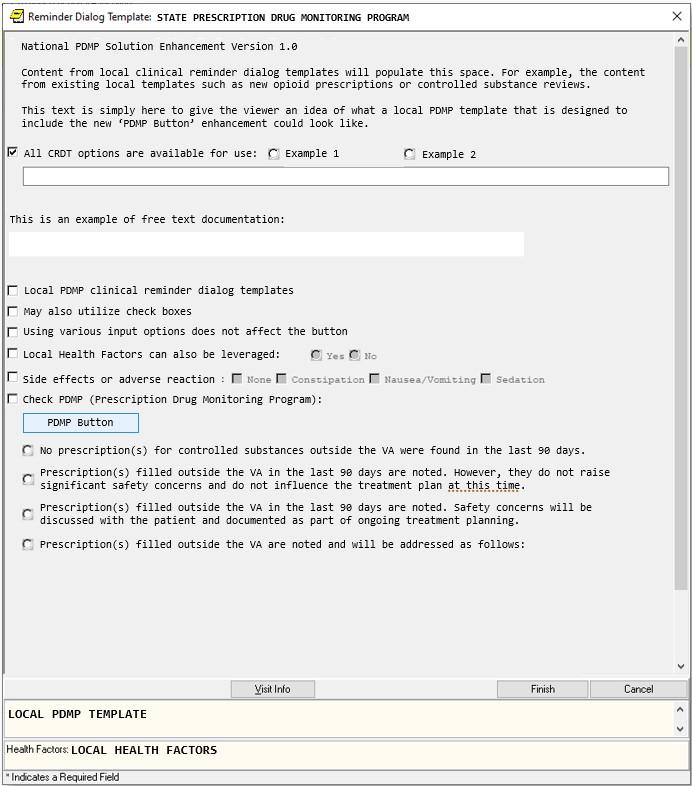 Reminder Dialog Template: STATE PRESCRIPTION DRUG MONITORING PROGRAM
National PDMP Solution Enhancement Version 1.0
Content from local clinical reminder dialog templates will populate this space. For example, the content
from existing local templates such as new opioid prescriptions or controlled substance reviews.
This text is simply here to give the viewer an idea of what a local PDMP template that is designed to
include the new ‘PDMP Button’ enhancement could look like.
All CRDT options are available for use: Example 1 Example 2
This is an example of free text documentation:
Local PDMP clinical reminder dialog templates
May also utilize check boxes
Using various input options does not affect the button
Local Health Factors can also be leveraged: Yes No
Side effects or adverse reaction : None Constipation Nausea/Vomiting Sedation
Check PDMP (Prescription Drug Monitoring Program):
PDMP Button
No prescription(s) for controlled substances outside the VA were found in the last 90 days.
Prescription(s) filled outside the VA in the last 90 days are noted. However, they do not raise
significant safety concerns and do not influence the treatment plan at this time.
Prescription(s) filled outside the VA in the last 90 days are noted. Safety concerns will be
discussed with the patient and documented as part of ongoing treatment planning.
Prescription(s) filled outside the VA are noted and will be addressed as follows:
Visit Info Finish Cancel
LOCAL PDMP TEMPLATE
Health Factors: LOCAL HEALTH FACTORS
* Indicates a Required Field